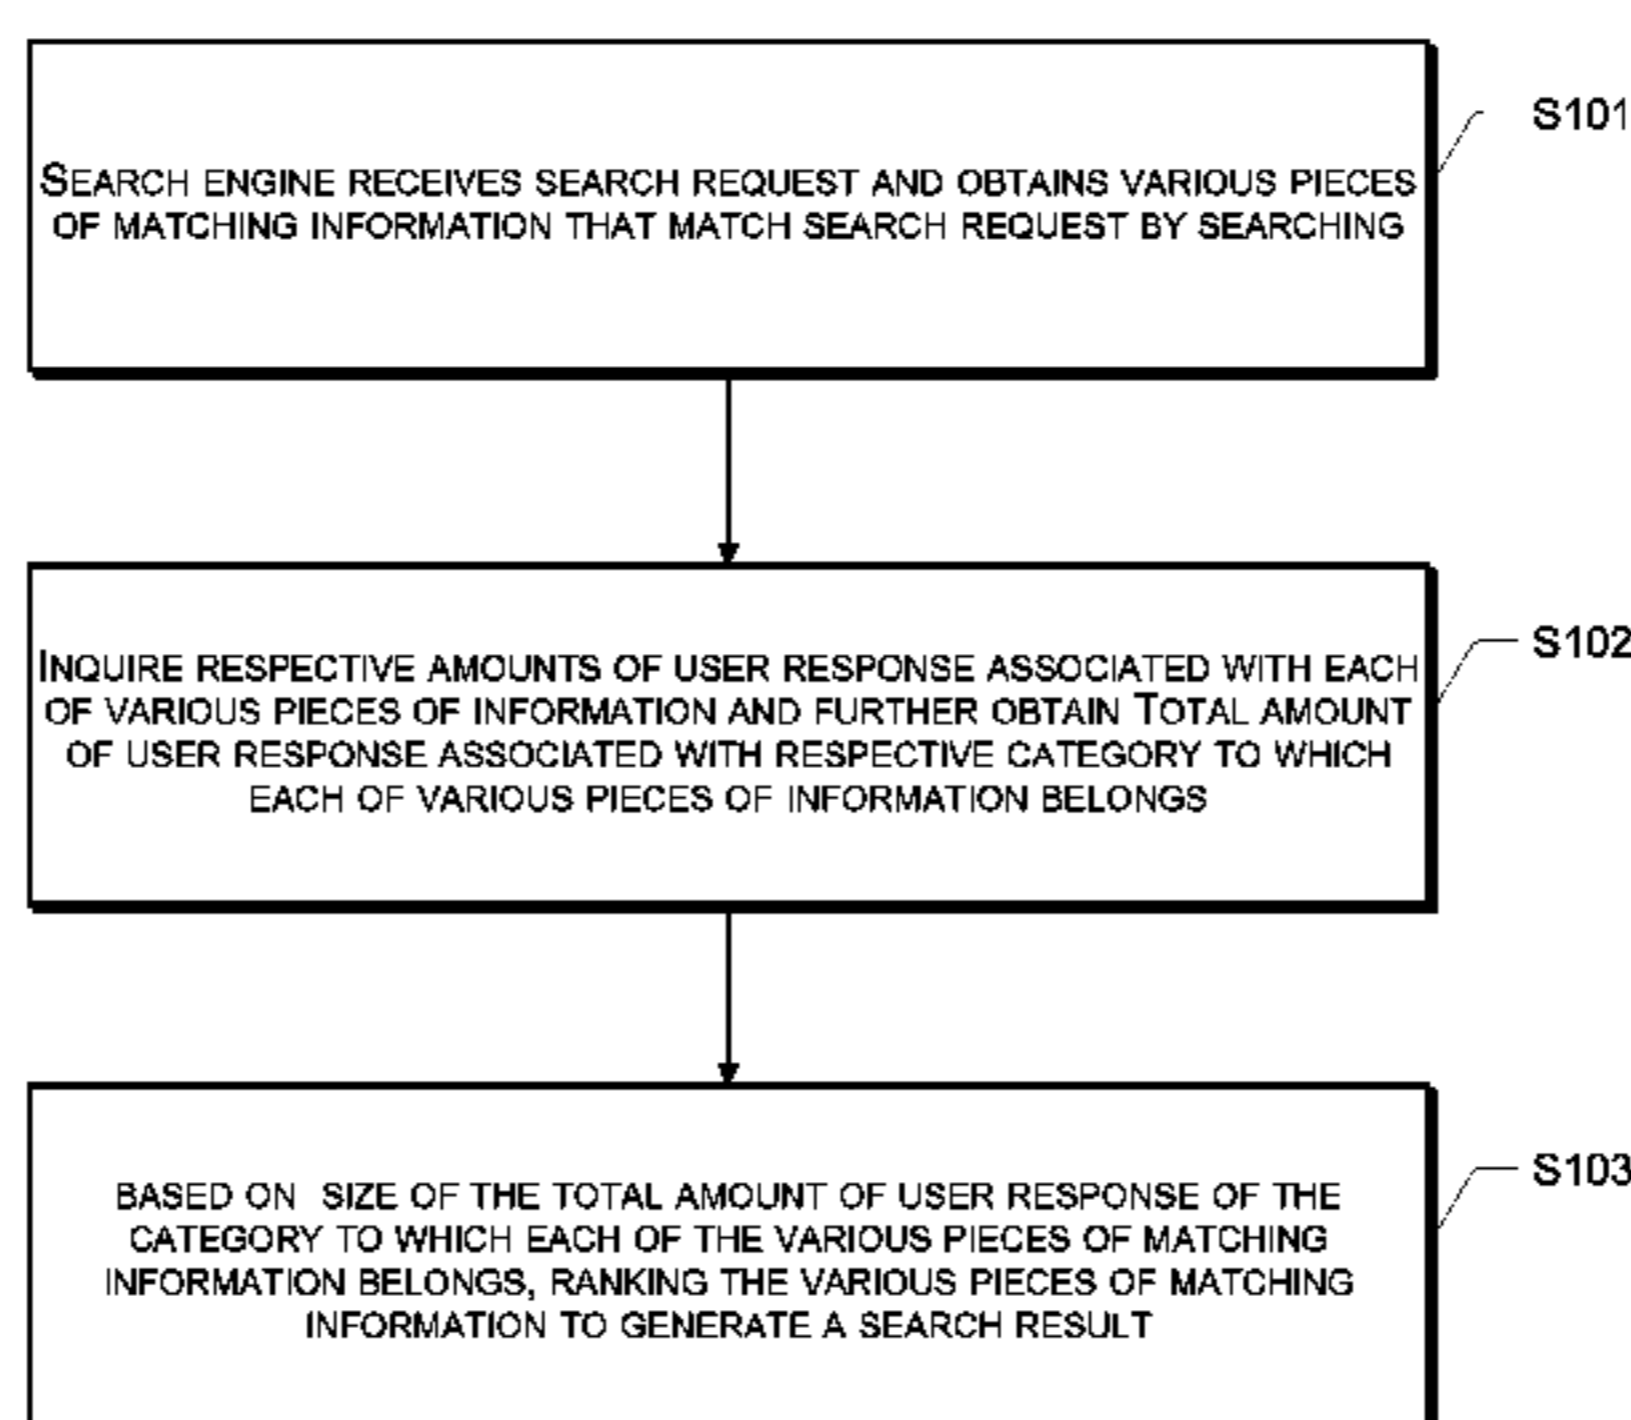 S101
SEARCH ENGINE RECEIVES SEARCH REQUEST AND OBTAINS VARIOUS PIECES
OF MATCHING INFORMATION THAT MATCH SEARCH REQUEST BY SEARCHING
S102
INQUIRE RESPECTIVE AMOUNTS OF USER RESPONSE ASSOCIATED WITH EACH
OF VARIOUS PIECES OF INFORMATION AND FURTHER OBTAIN TOTAL AMOUNT
OF USER RESPONSE ASSOCIATED WITH RESPECTIVE CATEGORY TO WHICH
EACH OF VARIOUS PIECES OF INFORMATION BELONGS
S103
BASED ON SIZE OF THE TOTAL AMOUNT OF USER RESPONSE OF THE
CATEGORY TO WHICH EACH OF THE VARIOUS PIECES OF MATCHING
INFORMATION BELONGS, RANKING THE VARIOUS PIECES OF MATCHING
INFORMATION TO GENERATE A SEARCH RESULT